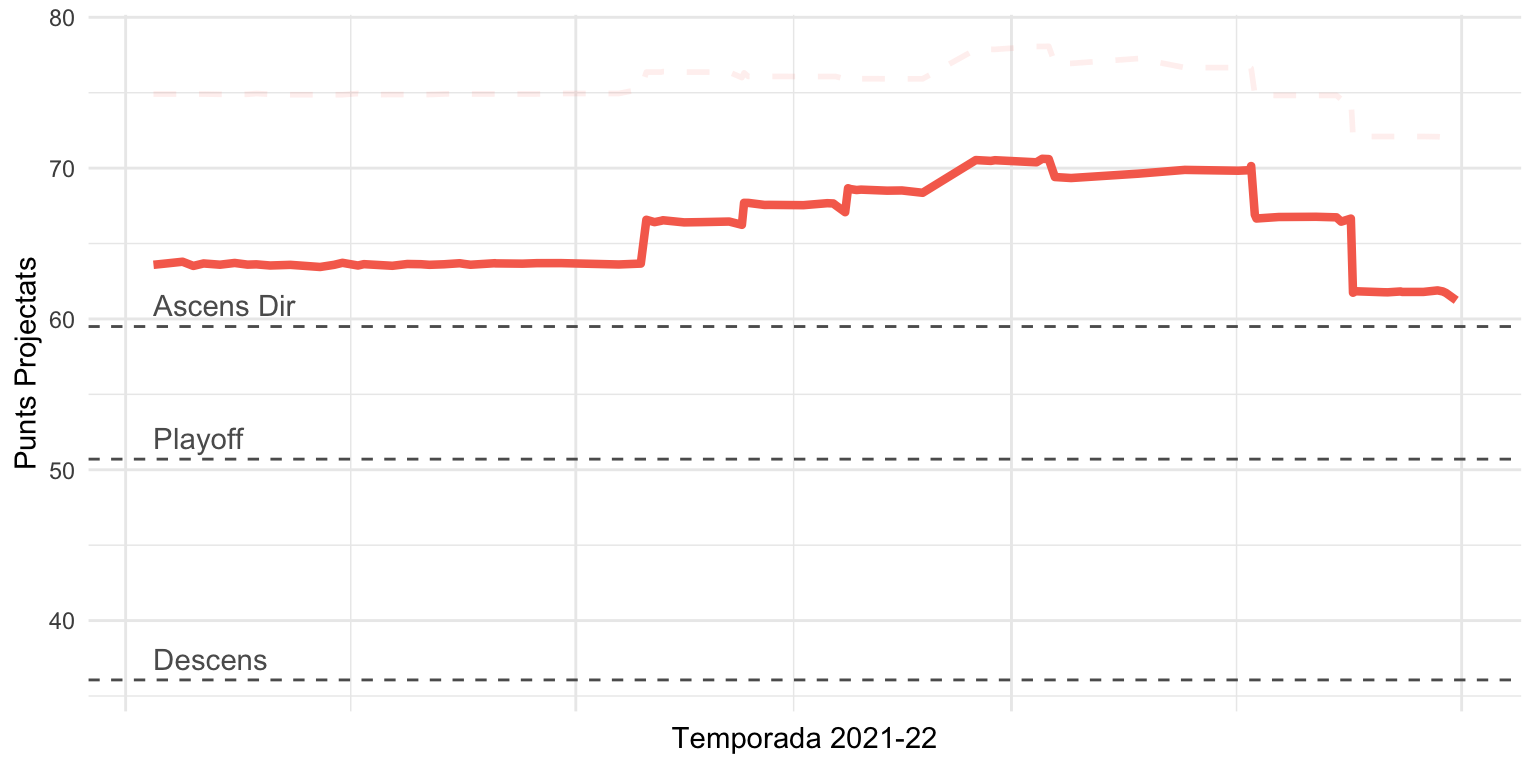 80
70
60
50
40
Punts Projectats
Ascens Dir
Playoff
Descens
Temporada 2021-22